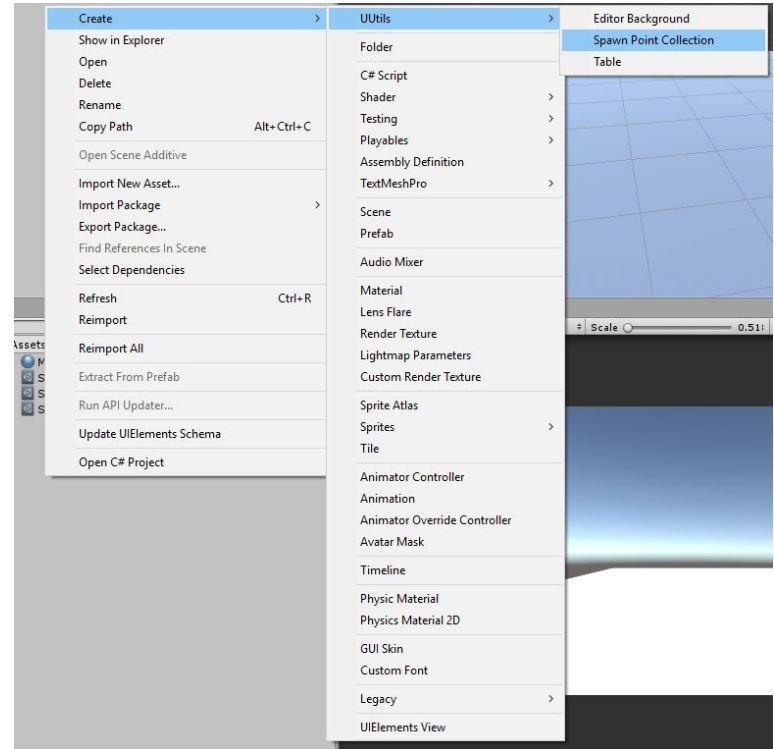 Create
Show in Explorer
Open
Delete
Rename
Copy Path Alt+Ctrl+C
Open Scene Additive
Import New Asset...
Import Package
Export Package...
Find References In Scene
Select Dependencies
Refresh Ctrl+R
Reimport
Reimport All
Extract From Prefab
Run API Updater...
Update UIElements Schema
Open C# Project
UUtils
Folder
C# Script
Shader
Testing
Playables
Assembly Definition
TextMeshPro
Scene
Prefab
Audio Mixer
Material
Lens Flare
Render Texture
Lightmap Parameters
Custom Render Texture
Sprite Atlas
Sprites
Tile
Animator Controller
Animation
Animator Override Controller
Avatar Mask
Timeline
Physic Material
Physics Material 2D
GUI Skin
Custom Font
Legacy
UIElements View
Editor Background
Spawn Point Collection
Table
Scale
Assets
M
S
S
S